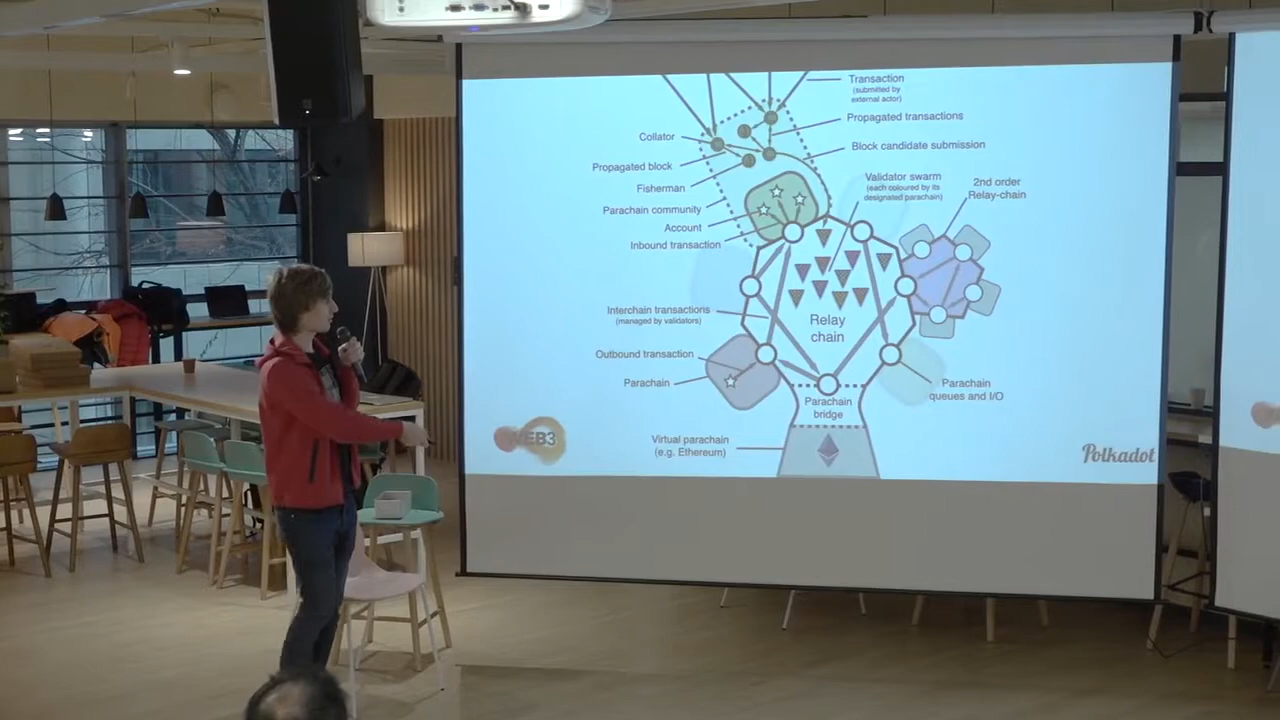 Transaction
(submitted by
external actor)
Propagated transactions
Collator
Block candidate submission
Propagated block
Validator swarm
(each coloured by its
designated parachain)
2nd order
Relay-chain
Fisherman
Parachain community
Account
Inbound transaction
Interchain transactions
(managed by validators)
Relay
chain
Outbound transaction
Parachain
Parachain
queues and I/O
Parachain
bridge
Virtual parachain
(e.g. Ethereum)
WEB3
Polkadot